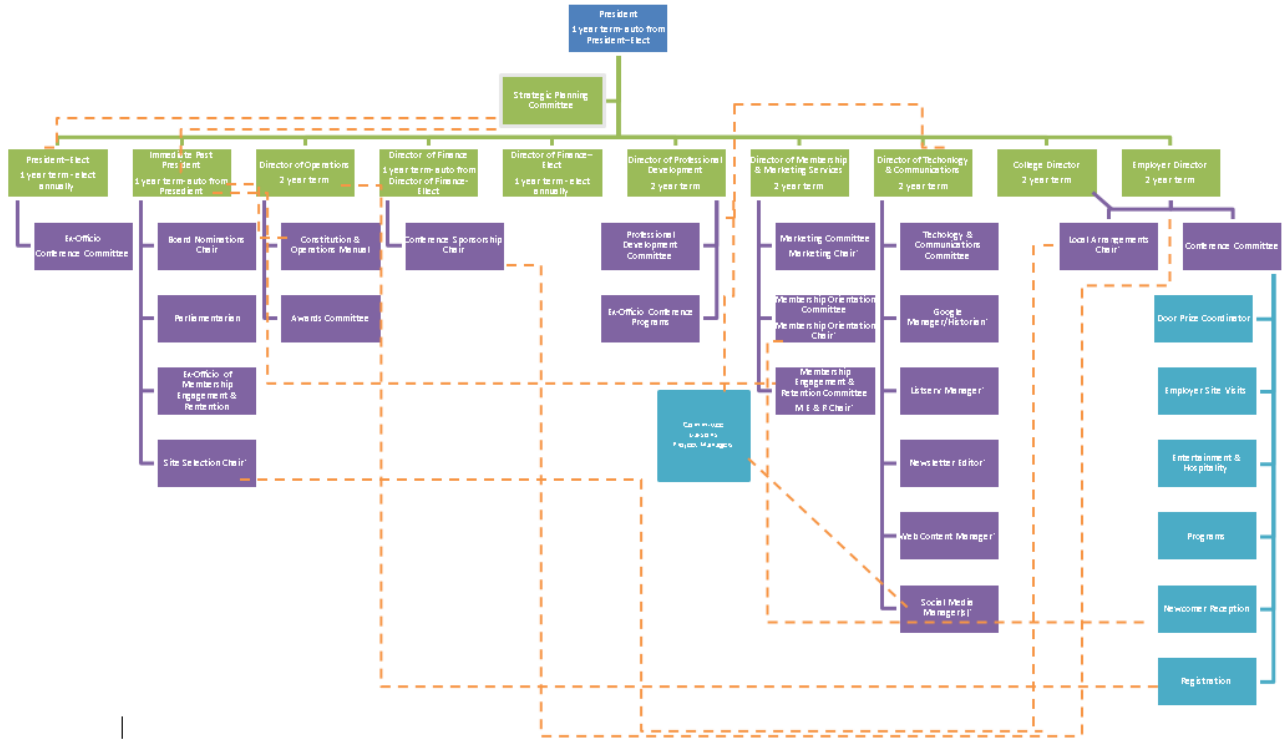 President
1 year term-auto from
President-Elect
Strategic Planning
Committee
President-Elect
1 year term-elect
annually
Immediate Past
President
1 year term-auto from
Presedient
Director of Operations
2 year term
Director of Finance
1 year term-auto from
Director of Finance-
Elect
Director of Finance-
Elect
1 year term-elect
annually
Director of Professional
Development
2 year term
Director of Membership
& Marketing Services
2 year term
Director of Techonology
& Communications
2 year term
College Director
2 year term
Employer Director
2 year term
Ex-Officio
Conference Committee
Board Nominations
Chair
Parliamentarian
Ex-Officio of
Membership
Engagement &
Rentention
Site Selection Chair*
Constitution &
Operations Manual
Awards Committee
Conference Sponsorship
Chair*
Professional
Development
Committee
Ex-Officio Conference
Programs
Project Managers
Marketing Committee
Marketing Chair*
Membership Orientation
Committee
Membership Orientation
Chair*
Membership
Engagement &
Retention Committee
M E & R Chair*
Techology &
Communications
Committee
Google
Manager/Historian*
Listserv Manager*
Newsletter Editor*
Web Content Manager*
Social Media
Manager(s)*
Local Arrangements
Chair*
Conference Committee
Door Prize Coordinator
Employer Site Visits
Entertainment &
Hospitality
Programs
Newcomer Reception
Registration